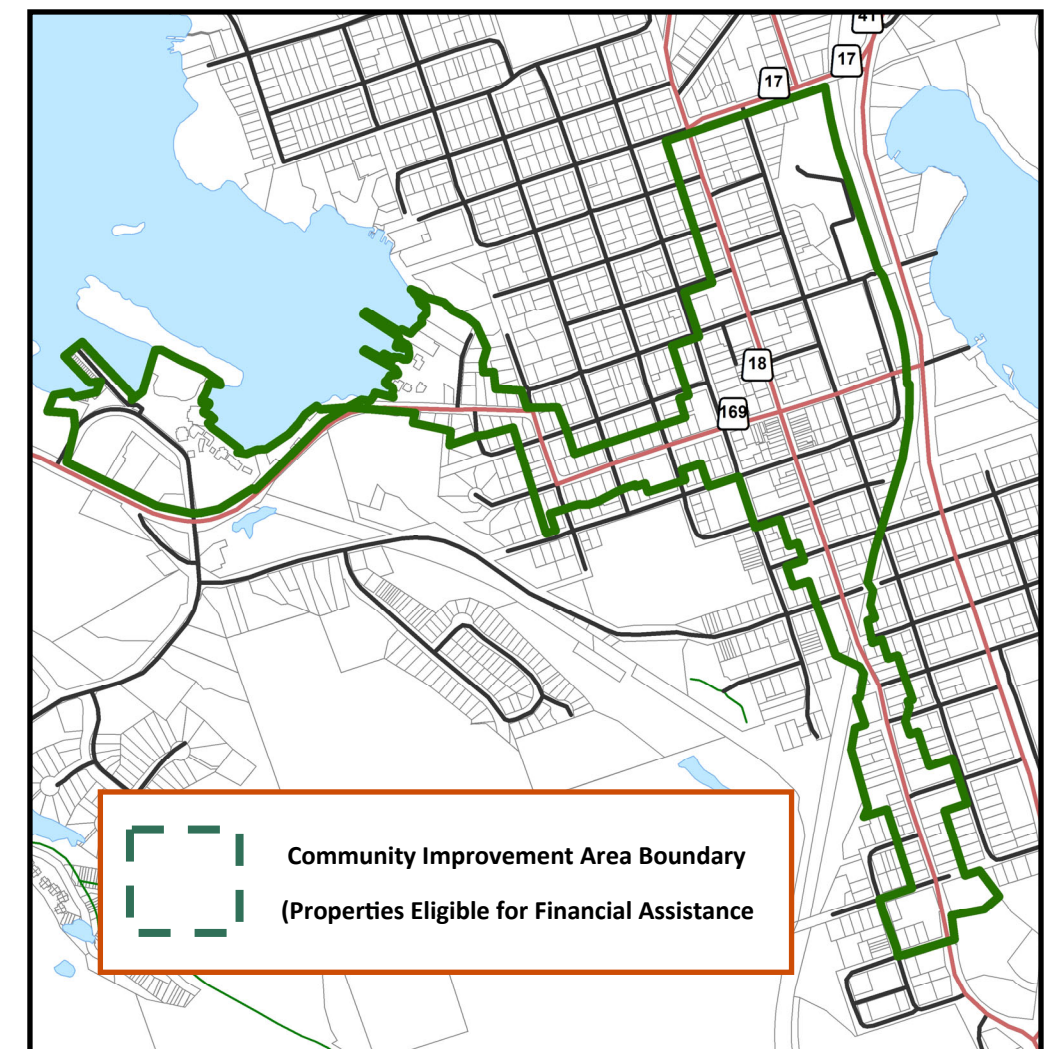 41
17
17
18
169
Community Improvement Area Boundary
(Properties Eligible for Financial Assistance